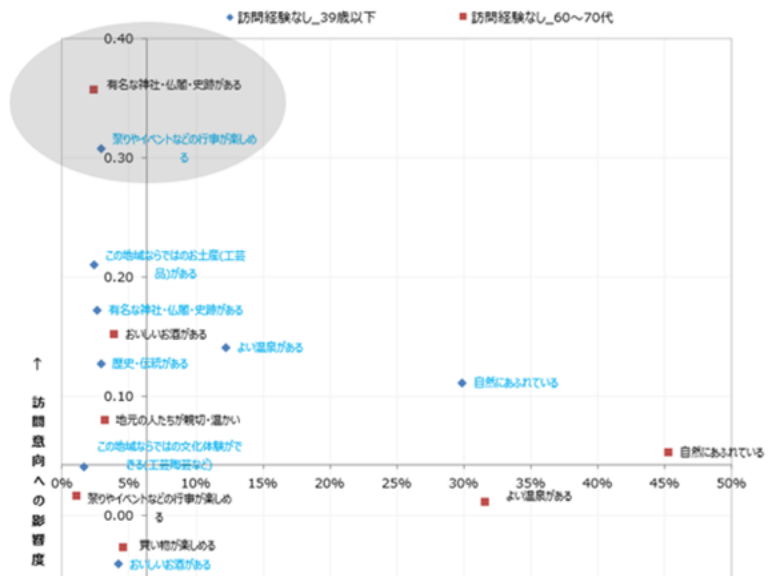 訪問経験なし_39歳以下
訪問経験なし_60～70代
0.40
有名な神社・仏閣・史跡がある
祭りやイベントなどの行事が楽しめ
る
0.30
この地域ならではのお土産(工芸
品)がある
0.20
有名な神社・仏閣・史跡がある
おいしいお酒がある
よい温泉がある
歴史・伝統がある
自然にあふれている
0.10
地元の人たちが親切・温かい
この地域ならではの文化体験がで
きる(工芸陶芸など)
自然にあふれている
0%
5%
10%
15%
20%
25%
30%
35%
40%
45%
50%
祭りやイベントなどの行事が楽しめ
る
よい温泉がある
0.00
買い物が楽しめる
おいしいお酒がある
↑訪問意向への影響度